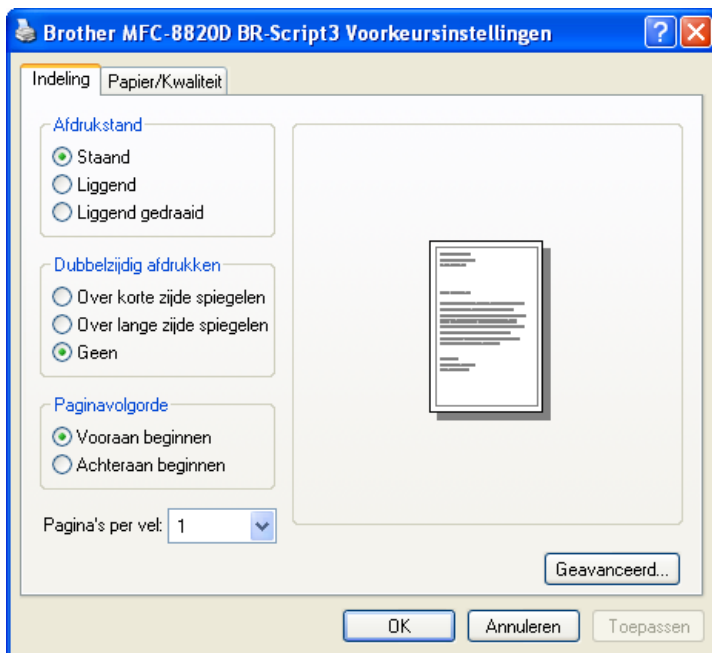 Brother MFC-8820D BR-Script3 Voorkeursinstellingen
Indeling
Papier/Kwaliteit
Afdrukstand
Staand
Liggend
Liggend gedraaid
Dubbelzijdig afdrukken
Over korte zijde spiegelen
Over lange zijde spiegelen
Geen
Paginavolgorde
Vooraan beginnen
Achteraan beginnen
Pagina's per vel: 1
Geavanceerd...
OK
Annuleren
Toepassen